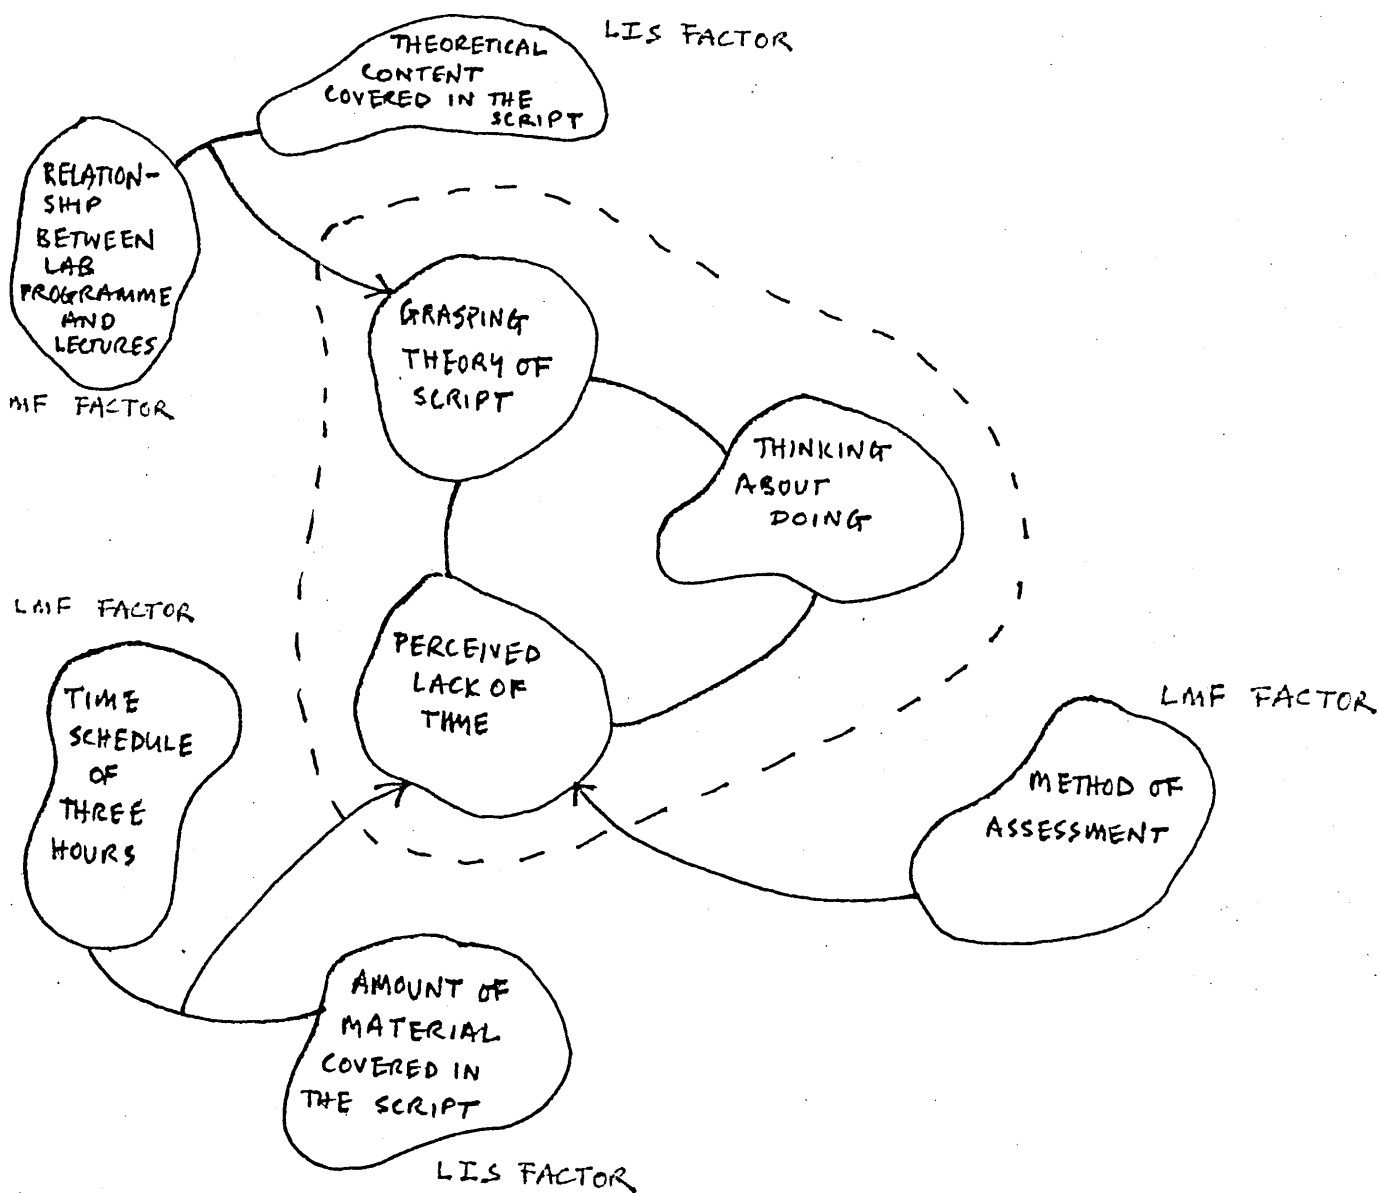 LIS FACTOR
THEORETICAL
CONTENT
COVERED IN THE
SCRIPT
RELATION-
SHIP
BETWEEN
LAB
PROGRAMME
AND
LECTURES
MF FACTOR
GRASPING
THEORY OF
SCRIPT
THINKING
ABOUT
DOING
PERCEIVED
LACK OF
TIME
LMF FACTOR
TIME
SCHEDULE
OF
THREE
HOURS
LMF FACTOR
METHOD OF
ASSESSMENT
AMOUNT OF
MATERIAL
COVERED IN
THE SCRIPT
LIS FACTOR